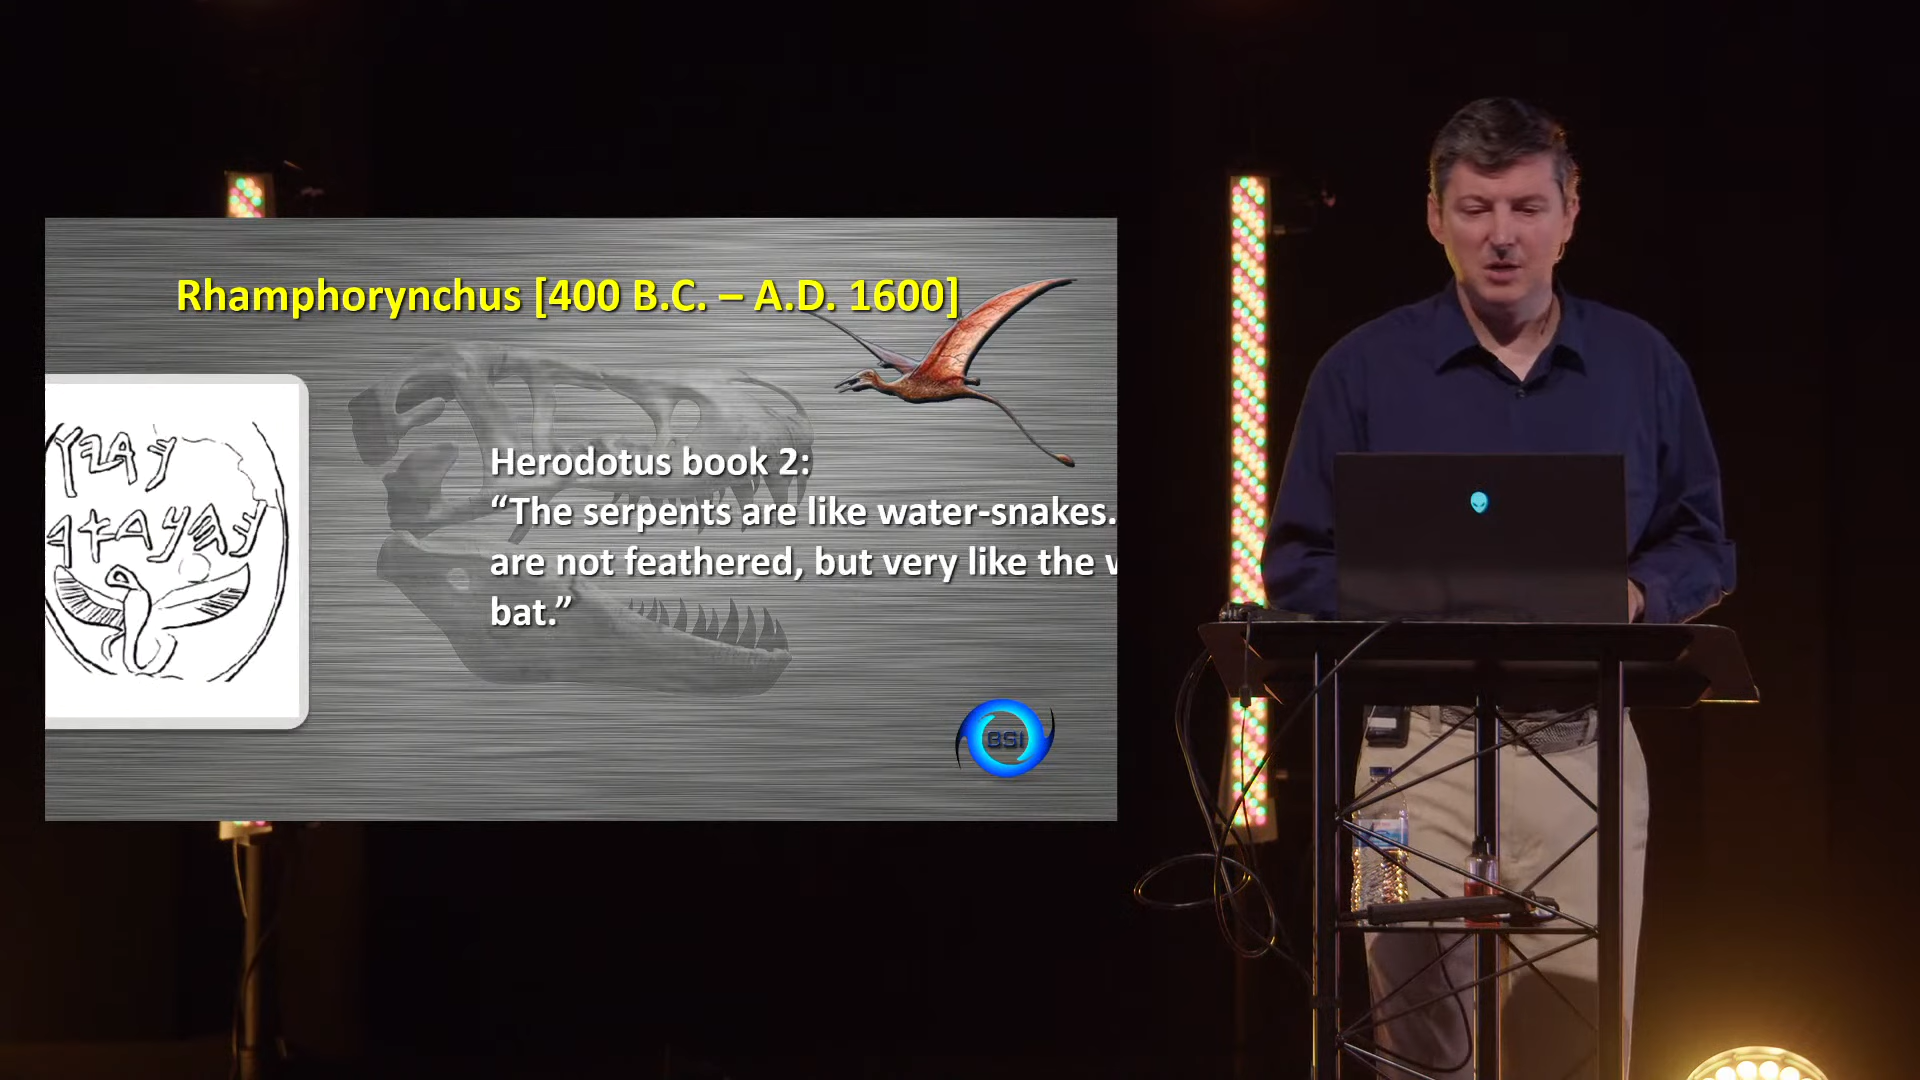 Rhamphorynchus [400 B.C. – A.D. 1600]
Herodotus book 2:
“The serpents are like water-snakes.
are not feathered, but very like the
bat.”
BSI